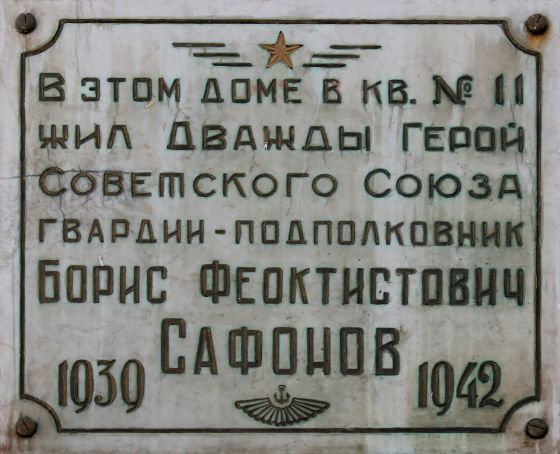 В этом доме в кв. № 11
жил Дважды Герой
Советского Союза
гвардии-подполковник
Борис Феоктистович
Сафонов
1939 1942